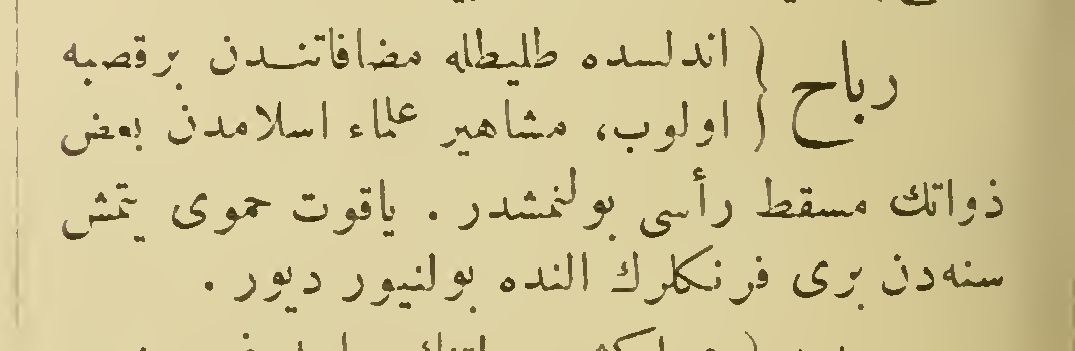 رباح { اندلسده طليطله مضافاتندن برقصبه
اولوب، مشاهير علماء اسلامدن بعض
ذواتك مسقط رأسى بولنمشدر . ياقوت حموى يتمش
سنه‌دن برى فرنكلرك النده بولنيور ديور .